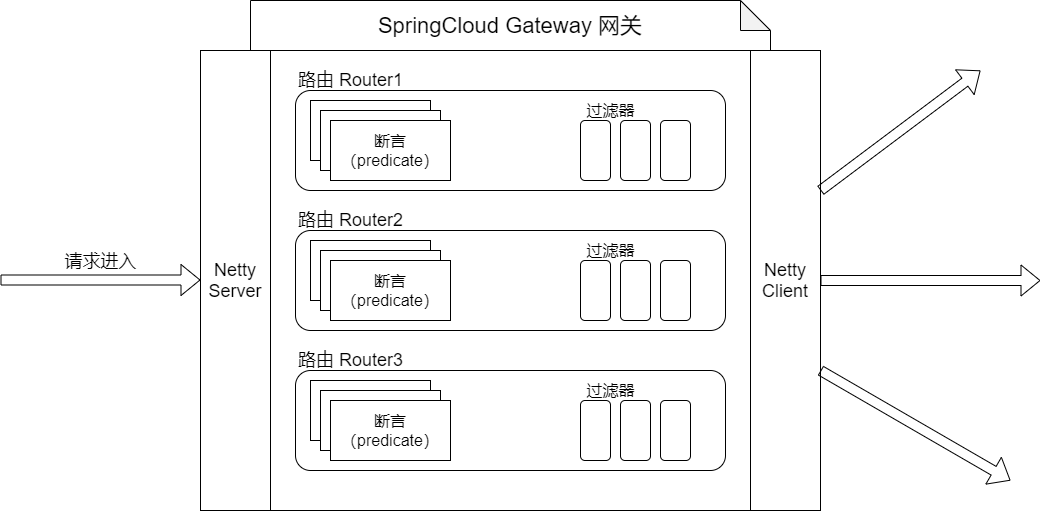 SpringCloud Gateway 网关
路由 Router1
断言
（predicate）
过滤器
路由 Router2
请求进入
Netty
Server
断言
（predicate）
过滤器
Netty
Client
路由 Router3
断言
（predicate）
过滤器